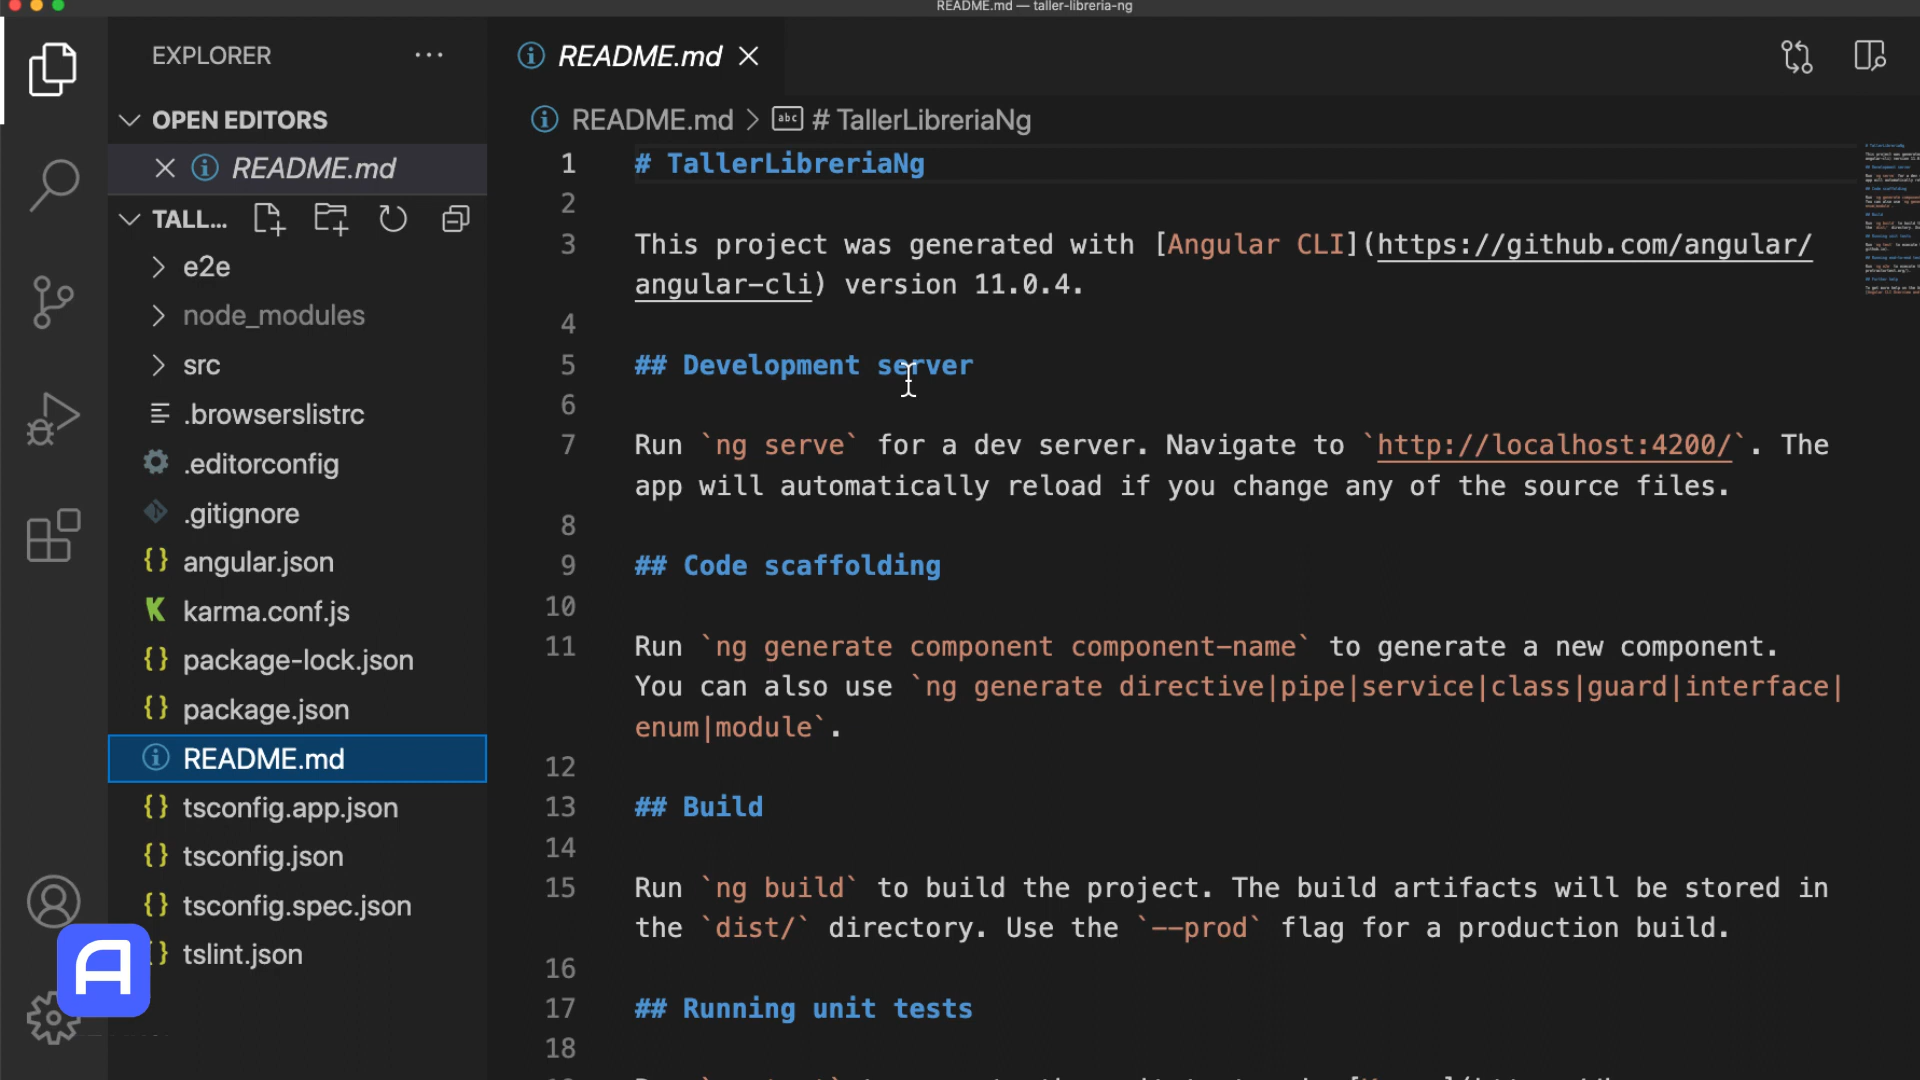 README.md — taller-libreria-ng
EXPLORER
README.md
OPEN EDITORS
README.md
TALL...
e2e
node_modules
src
.browserslistrc
.editorconfig
.gitignore
angular.json
karma.conf.js
package-lock.json
package.json
README.md
tsconfig.app.json
tsconfig.json
tsconfig.spec.json
tslint.json
README.md > # TallerLibreriaNg
1 # TallerLibreriaNg
2
3 This project was generated with [Angular CLI](https://github.com/angular/
angular-cli) version 11.0.4.
4
5 ## Development server
6
7 Run `ng serve` for a dev server. Navigate to `http://localhost:4200/`. The
app will automatically reload if you change any of the source files.
8
9 ## Code scaffolding
10
11 Run `ng generate component component-name` to generate a new component.
You can also use `ng generate directive|pipe|service|class|guard|interface|
enum|module`.
12
13 ## Build
14
15 Run `ng build` to build the project. The build artifacts will be stored in
the `dist/` directory. Use the `--prod` flag for a production build.
16
17 ## Running unit tests
18